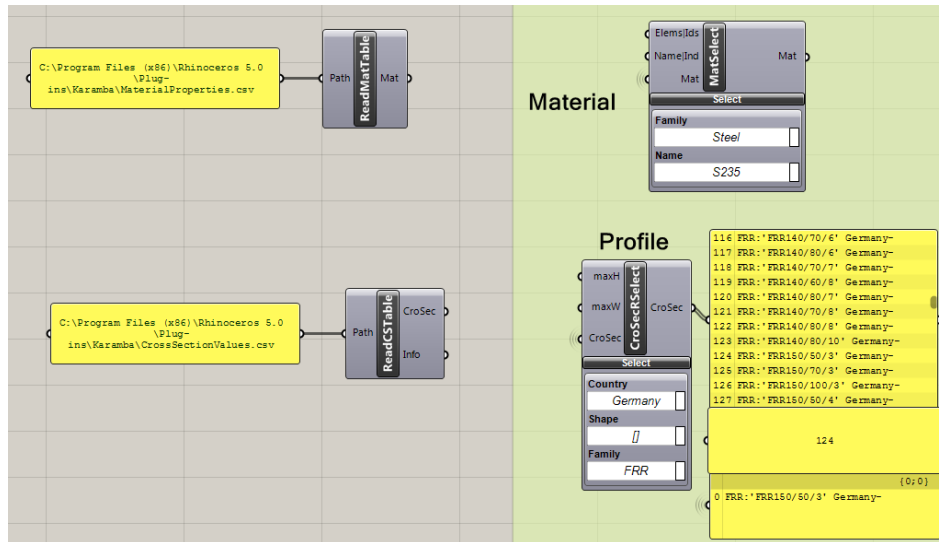 C:\Program Files (x86)\Rhinoceros 5.0
\Plug-
ins\Karamba\MaterialProperties.csv
Path
ReadMatTable
Mat
Material
Elems|Ids
Name|Ind
Mat
MatSelect
Mat
Select
Family
Steel
Name
S235
C:\Program Files (x86)\Rhinoceros 5.0
\Plug-
ins\Karamba\CrossSectionValues.csv
Path
ReadCSTable
CroSec
Info
Profile
maxH
maxW
CroSec
CroSecRSelect
CroSec
Select
Country
Germany
Shape
[]
Family
FRR
116 FRR:'FRR140/70/6' Germany-
117 FRR:'FRR140/80/6' Germany-
118 FRR:'FRR140/70/7' Germany-
119 FRR:'FRR140/60/8' Germany-
120 FRR:'FRR140/80/7' Germany-
121 FRR:'FRR140/70/8' Germany-
122 FRR:'FRR140/80/8' Germany-
123 FRR:'FRR140/80/10' Germany-
124 FRR:'FRR150/50/3' Germany-
125 FRR:'FRR150/70/3' Germany-
126 FRR:'FRR150/100/3' Germany-
127 FRR:'FRR150/50/4' Germany-
124
{0;0}
0 FRR:'FRR150/50/3' Germany-